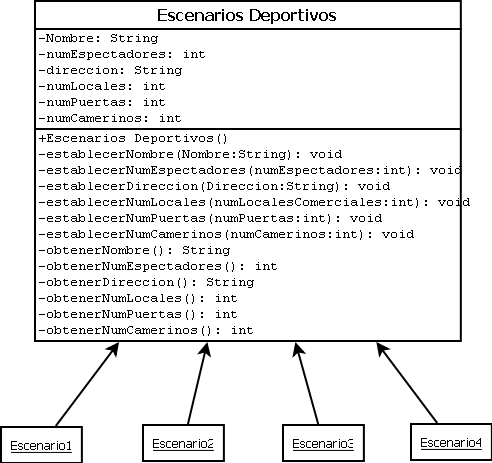 Escenarios Deportivos
-Nombre: String
-numEspectadores: int
-direccion: String
-numLocales: int
-numPuertas: int
-numCamerinos: int
+Escenarios Deportivos()
-establecerNombre(Nombre:String): void
-establecerNumEspectadores(numEspectadores:int): void
-establecerDireccion(Direccion:String): void
-establecerNumLocales(numLocalesComerciales:int): void
-establecerNumPuertas(numPuertas:int): void
-establecerNumCamerinos(numCamerinos:int): void
-obtenerNombre(): String
-obtenerNumEspectadores(): int
-obtenerDireccion(): String
-obtenerNumLocales(): int
-obtenerNumPuertas(): int
-obtenerNumCamerinos(): int
Escenario1
Escenario2
Escenario3
Escenario4